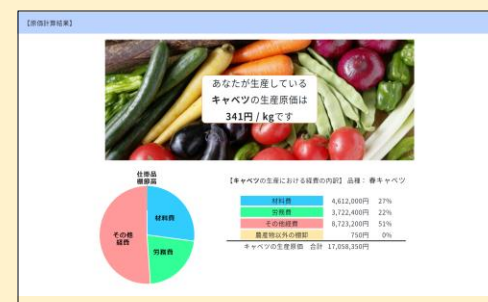 【原価計算結果】
あなたが生産している
キャベツの生産原価は
341円 / kgです
仕掛品
棚卸高
材料費
労務費
その他
経費
【キャベツの生産における経費の内訳】 品種： 春キャベツ
材料費 4,612,000円 27%
労務費 3,722,400円 22%
その他経費 8,723,200円 51%
農産物以外の棚卸 750円 0%
キャベツの生産原価 合計 17,058,350円